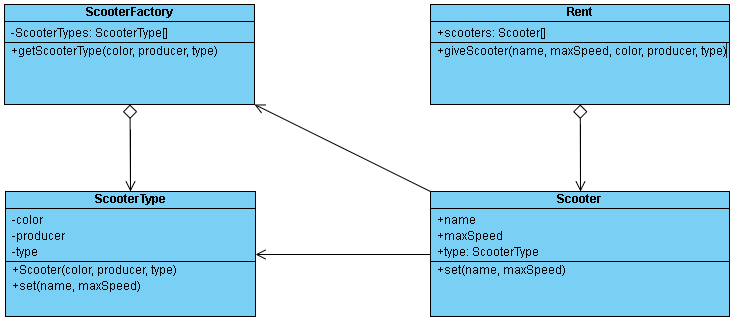 ScooterFactory
-ScooterTypes: ScooterType[]
+getScooterType(color, producer, type)
Rent
+scooters: Scooter[]
+giveScooter(name, maxSpeed, color, producer, type)
ScooterType
-color
-producer
-type
+Scooter(color, producer, type)
+set(name, maxSpeed)
Scooter
+name
+maxSpeed
+type: ScooterType
+set(name, maxSpeed)